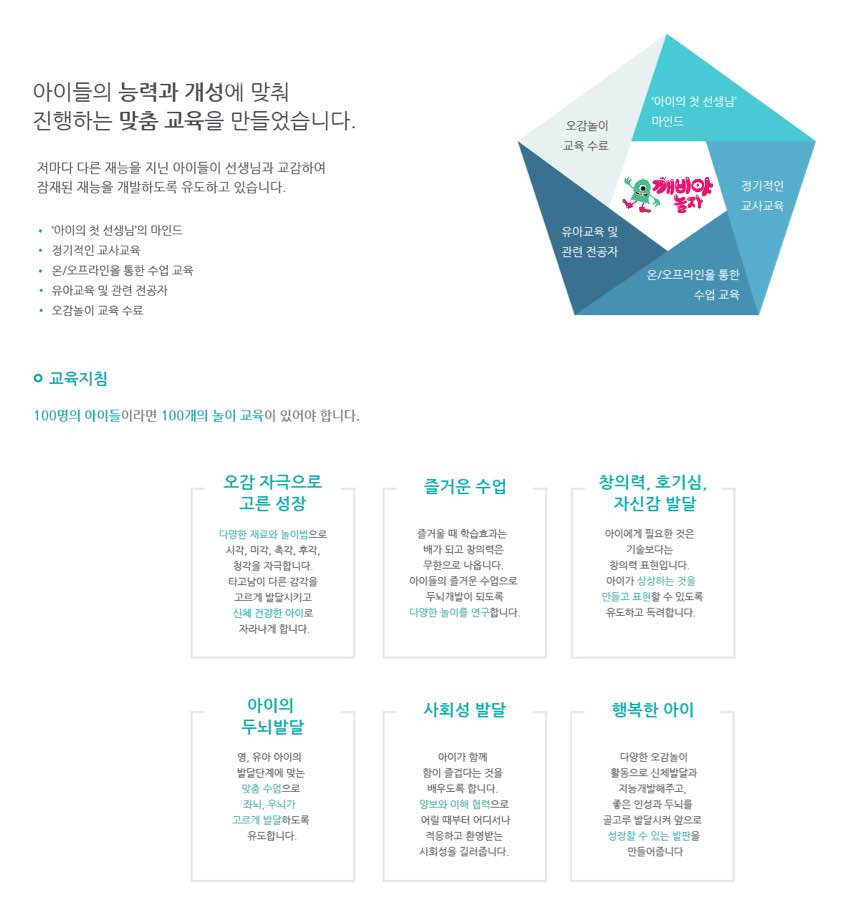 아이들의 능력과 개성에 맞춰
진행하는 맞춤 교육을 만들었습니다.
저마다 다른 재능을 지닌 아이들이 선생님과 교감하여
잠재된 재능을 개발하도록 유도하고 있습니다.
• '아이의 첫 선생님'의 마인드
• 정기적인 교사교육
• 온/오프라인을 통한 수업 교육
• 유아교육 및 관련 전공자
• 오감놀이 교육 수료
'아이의 첫 선생님'
마인드
오감놀이
교육 수료
정기적인
교사교육
깨비야
놀자
유아교육 및
관련 전공자
온/오프라인을 통한
수업 교육
교육지침
100명의 아이들이라면 100개의 놀이 교육이 있어야 합니다.
오감 자극으로
고른 성장
다양한 재료와 놀이법으로
시각, 미각, 촉각, 후각,
청각을 자극합니다.
타고남이 다른 감각을
고르게 발달시키고
신체 건강한 아이로
자라나게 합니다.
즐거운 수업
즐거울 때 학습효과는
배가 되고 창의력은
무한으로 나옵니다.
아이들의 즐거운 수업으로
두뇌개발이 되도록
다양한 놀이를 연구합니다.
창의력, 호기심,
자신감 발달
아이에게 필요한 것은
기술보다는
창의력 표현입니다.
아이가 상상하는 것을
만들고 표현할 수 있도록
유도하고 독려합니다.
아이의
두뇌발달
영, 유아 아이의
발달단계에 맞는
맞춤 수업으로
좌뇌, 우뇌가
고르게 발달하도록
유도합니다.
사회성 발달
아이가 함께
함이 즐겁다는 것을
배우도록 합니다.
양보와 이해 협력으로
어릴 때부터 어디서나
적응하고 환영받는
사회성을 길러줍니다.
행복한 아이
다양한 오감놀이
활동으로 신체발달과
지능개발해주고,
좋은 인성과 두뇌를
골고루 발달시켜 앞으로
성장할 수 있는 발판을
만들어줍니다